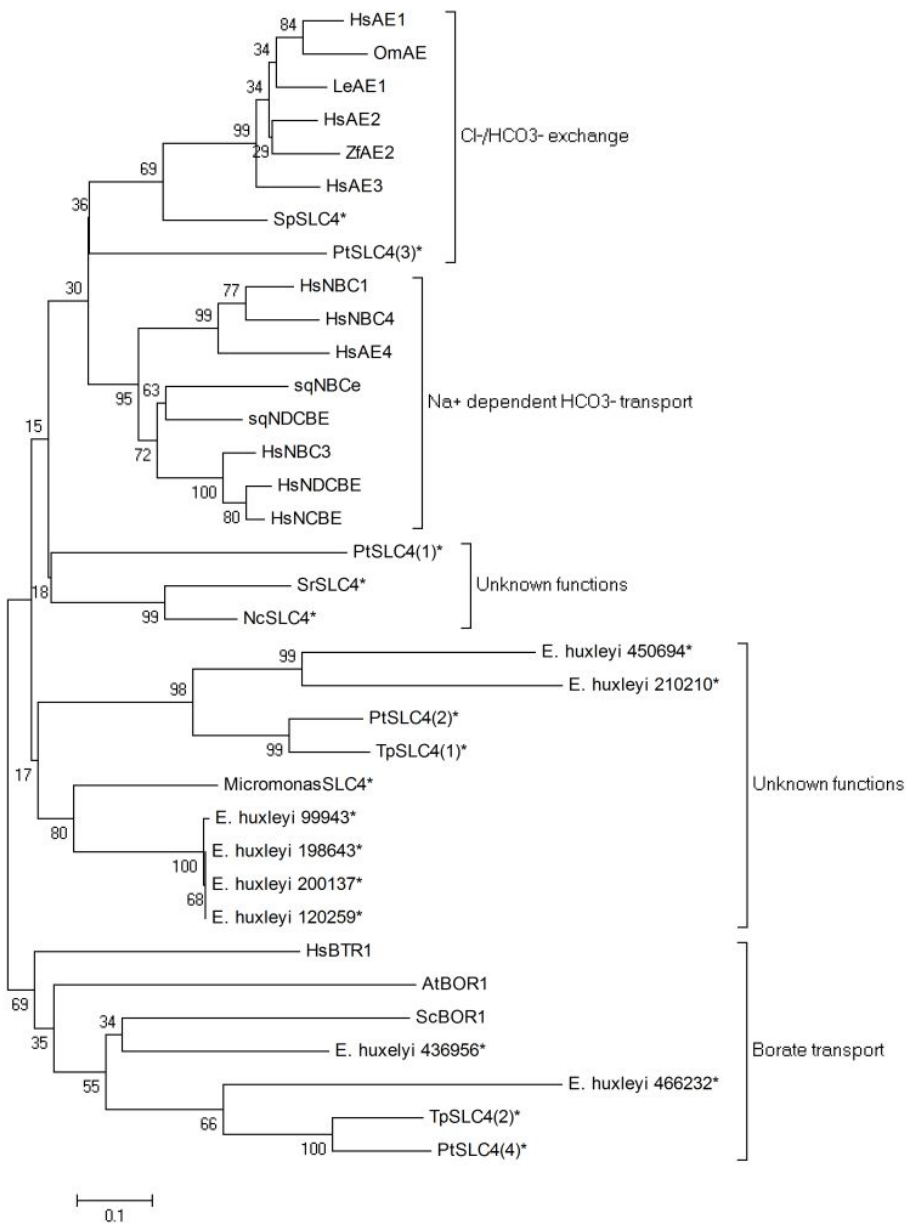 84
HsAE1
OmAE
34
LeAE1
34
HsAE2
99
29
ZfAE2
Cl-/HCO3- exchange
69
HsAE3
36
SpSLC4*
PtSLC4(3)*
30
77
HsNBC1
99
HsNBC4
HsAE4
95
63
sqNBCe
sqNDCBE
Na+ dependent HCO3- transport
15
72
HsNBC3
100
HsNDCBE
80
HsNCBE
PtSLC4(1)*
18
SrSLC4*
Unknown functions
99
NcSLC4*
99
E. huxleyi 450694*
98
E. huxleyi 210210*
PtSLC4(2)*
99
TpSLC4(1)*
17
MicromonasSLC4*
Unknown functions
80
E. huxleyi 99943*
100
E. huxleyi 198643*
68
E. huxleyi 200137*
E. huxleyi 120259*
HsBTR1
69
AtBOR1
35
34
ScBOR1
E. huxelyi 436956*
Borate transport
55
E. huxleyi 466232*
66
TpSLC4(2)*
100
PtSLC4(4)*
0.1